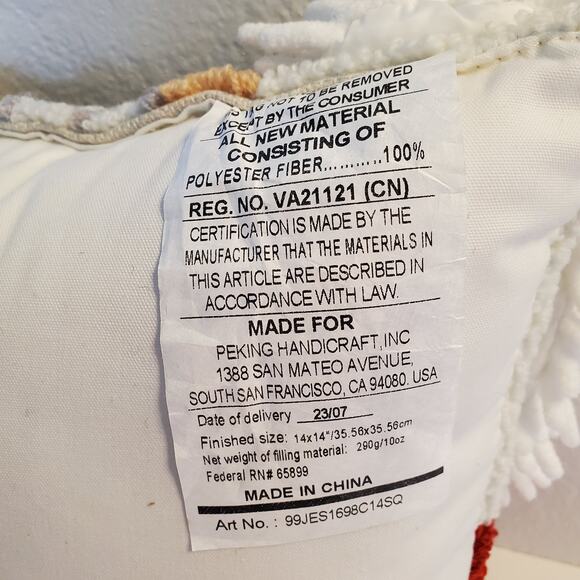 NOT TO BE REMOVED
EXCEPT BY THE CONSUMER
ALL NEW MATERIAL
CONSISTING OF
POLYESTER FIBER...........100%
REG. NO. VA21121 (CN)
CERTIFICATION IS MADE BY THE
MANUFACTURER THAT THE MATERIALS IN
THIS ARTICLE ARE DESCRIBED IN
ACCORDANCE WITH LAW.
MADE FOR
PEKING HANDICRAFT, INC
1388 SAN MATEO AVENUE,
SOUTH SAN FRANCISCO, CA 94080. USA
Date of delivery 23/07
Finished size: 14x14"/35.56x35.56cm
Net weight of filling material: 290g/10oz
Federal RN# 65899
MADE IN CHINA
Art No.: 99JES1698C14SQ